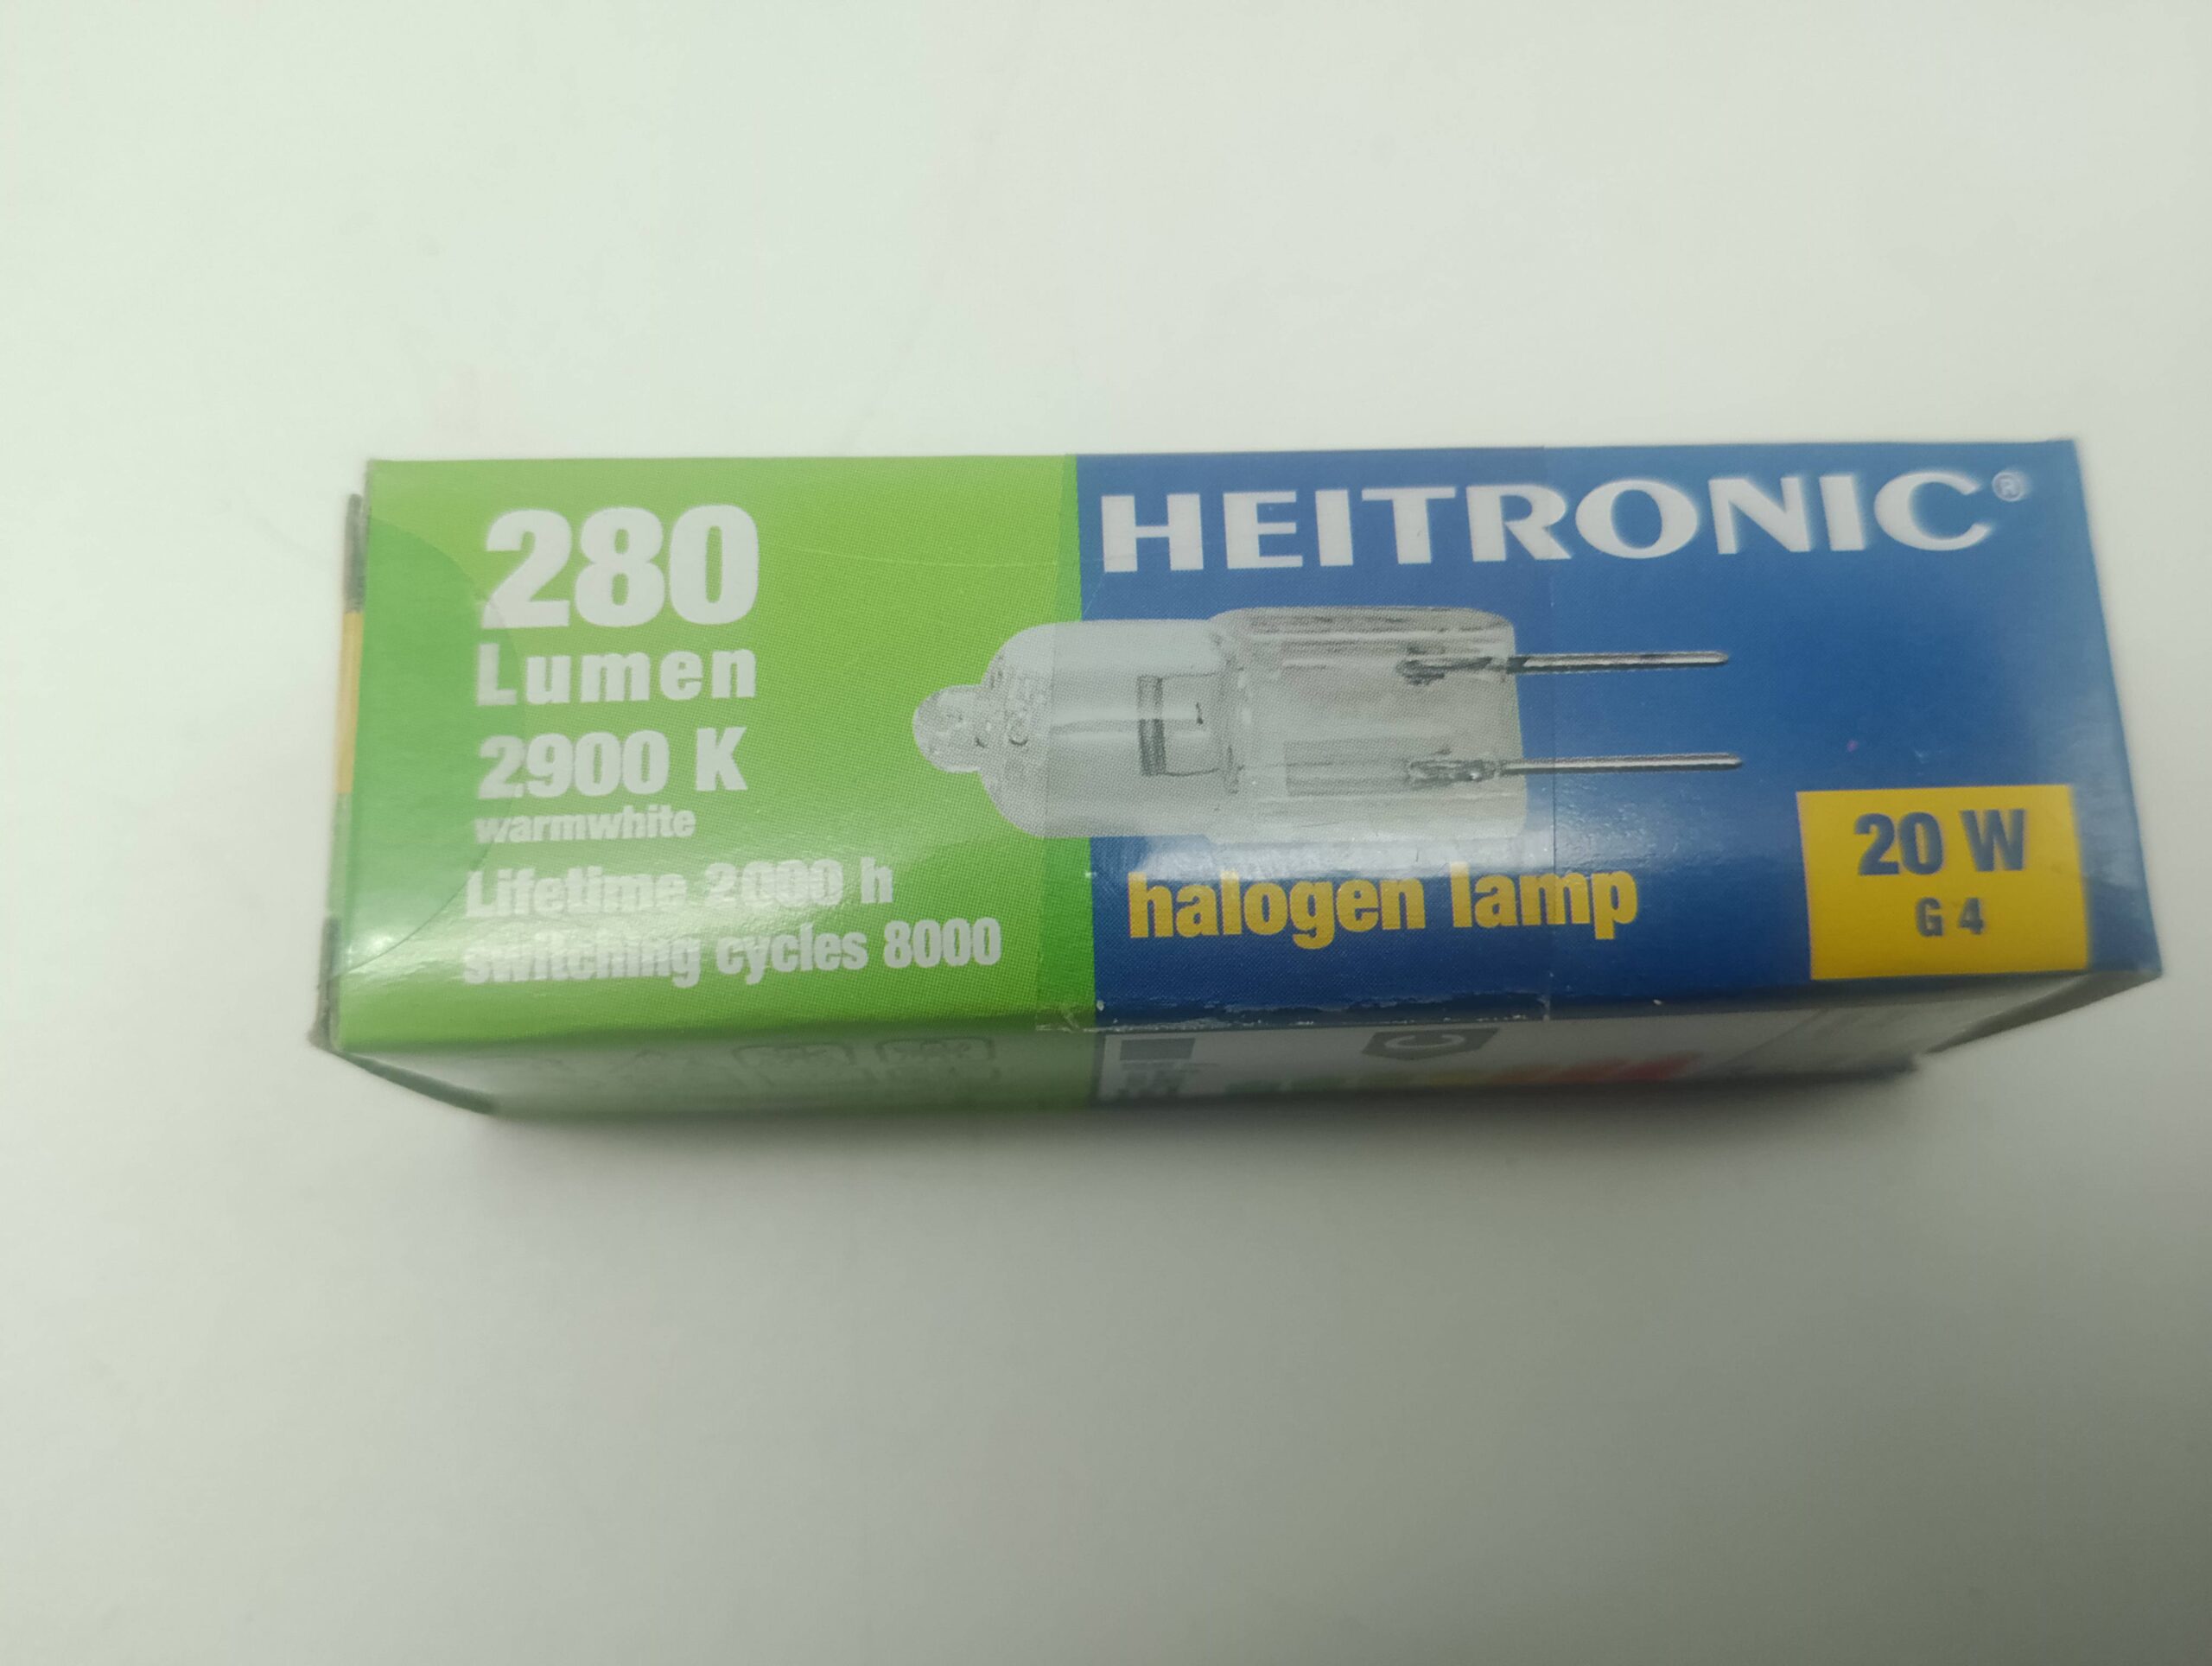 280
Lumen
2900 K
warmwhite
Lifetime 2000 h
switching cycles 8000
HEITRONIC®
halogen lamp
20 W
G 4
C